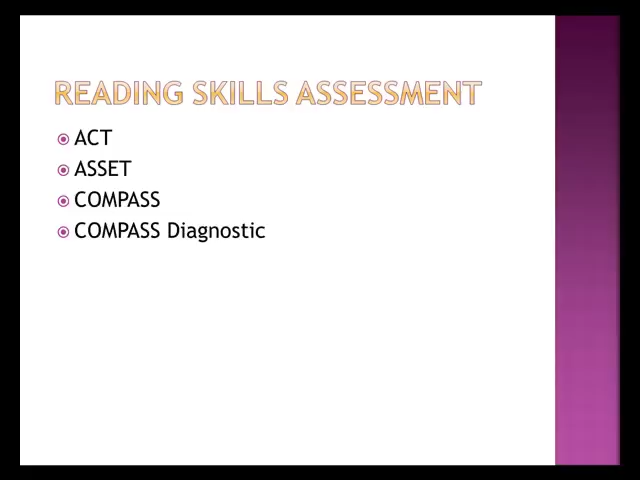 READING SKILLS ASSESSMENT
ACT
ASSET
COMPASS
COMPASS Diagnostic